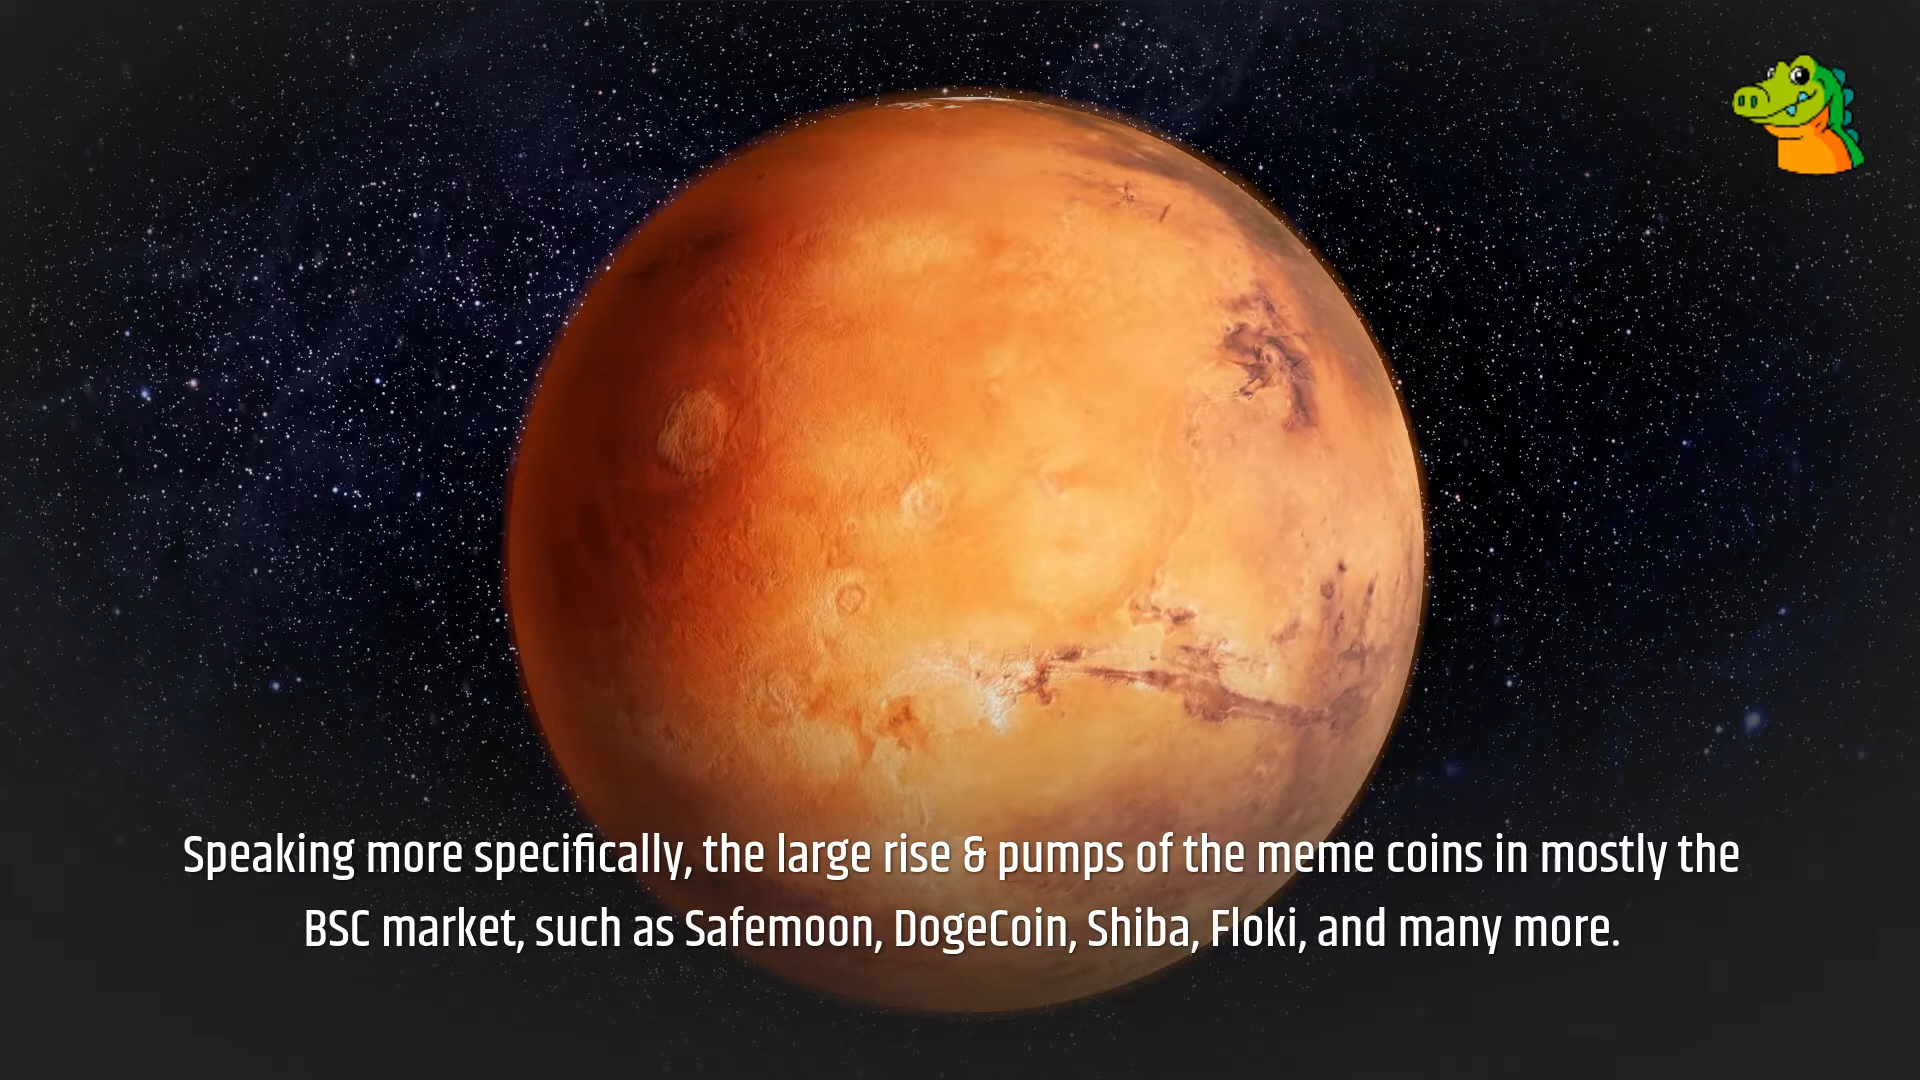 Speaking more specifically, the large rise & pumps of the meme coins in mostly the
BSC market, such as Safemoon, DogeCoin, Shiba, Floki, and many more.